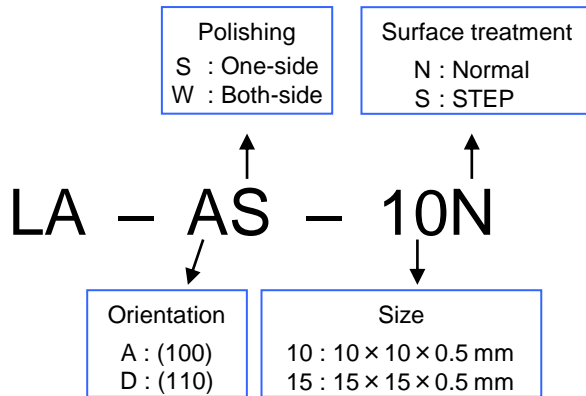 Polishing
S : One-side
W : Both-side
Surface treatment
N : Normal
S : STEP
LA – AS – 10N
Orientation
A : (100)
D : (110)
Size
10 : 10×10×0.5 mm
15 : 15×15×0.5 mm